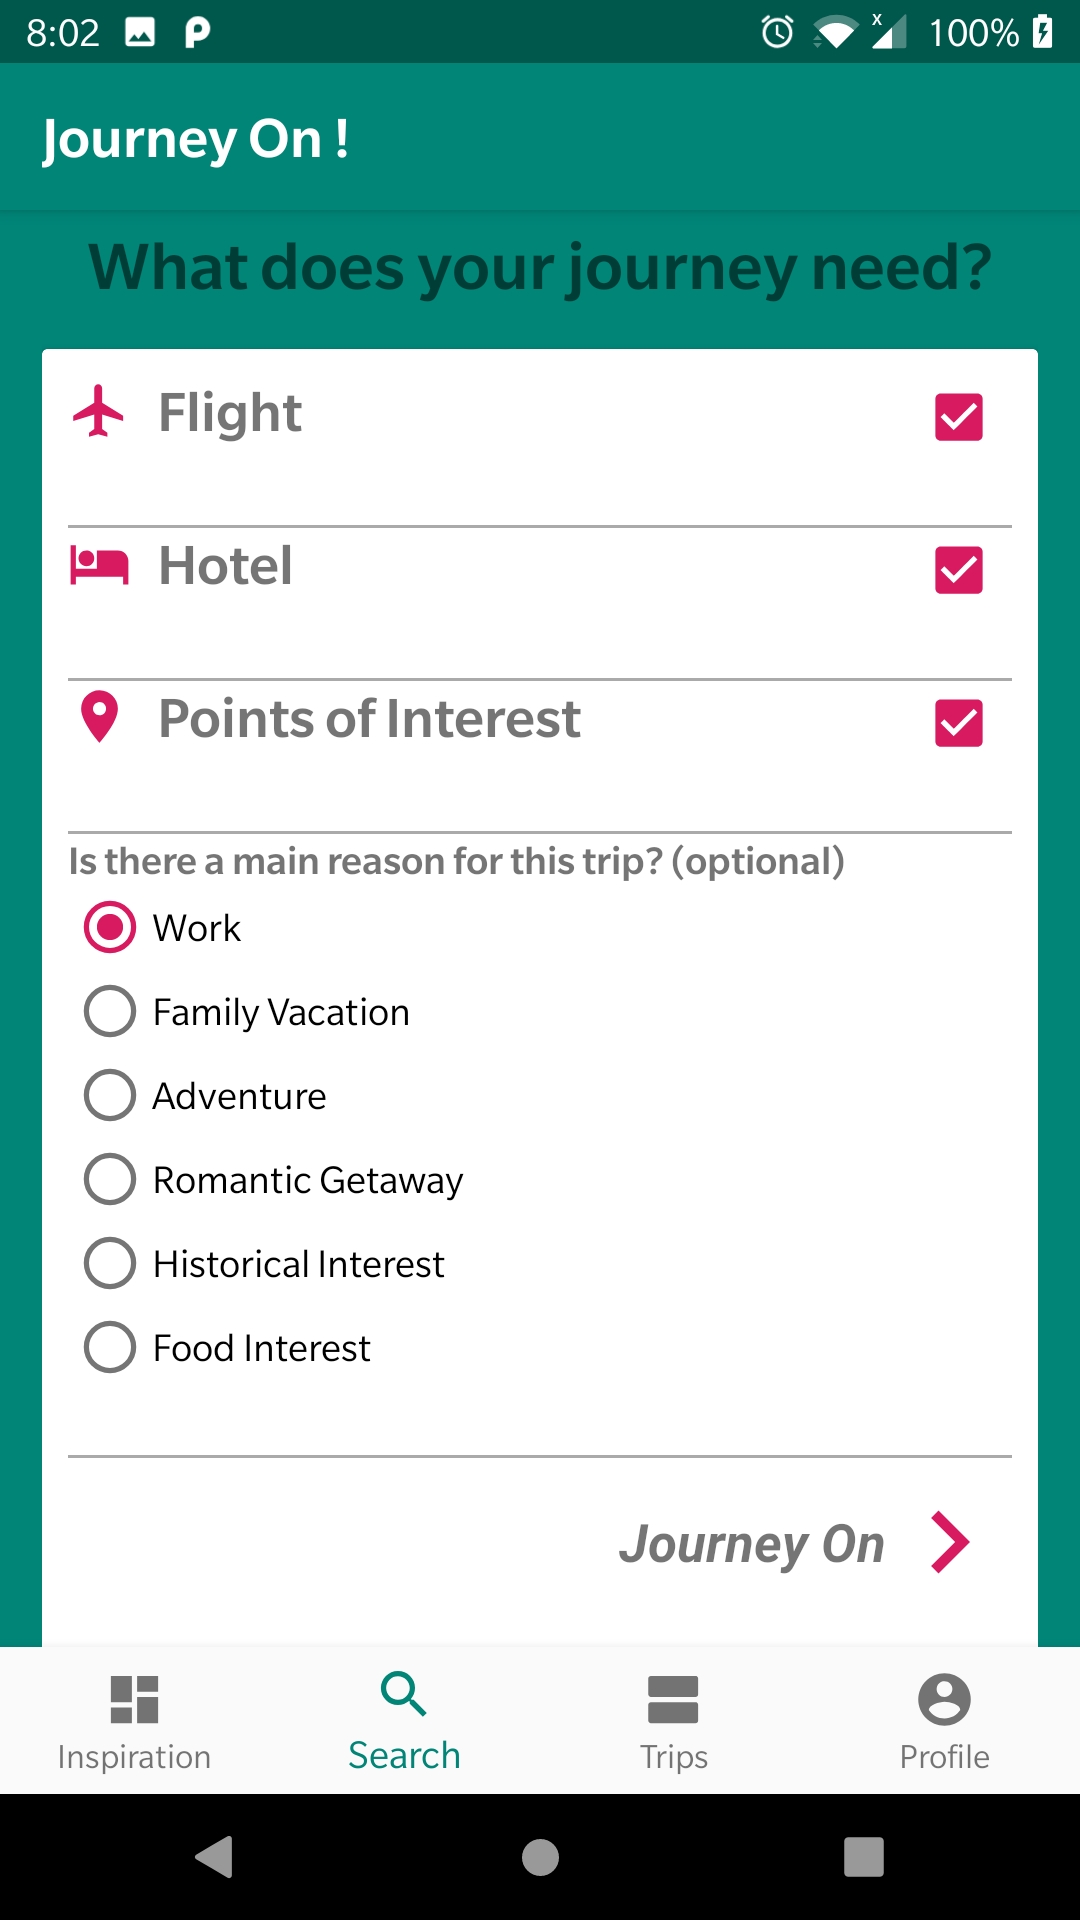 8:02 100%
Journey On !
What does your journey need?
Flight
Hotel
Points of Interest
Is there a main reason for this trip? (optional)
Work
Family Vacation
Adventure
Romantic Getaway
Historical Interest
Food Interest
Journey On
Inspiration Search Trips Profile